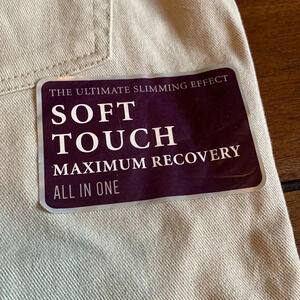 THE ULTIMATE SLIMMING EFFECT
SOFT
TOUCH
MAXIMUM RECOVERY
ALL IN ONE